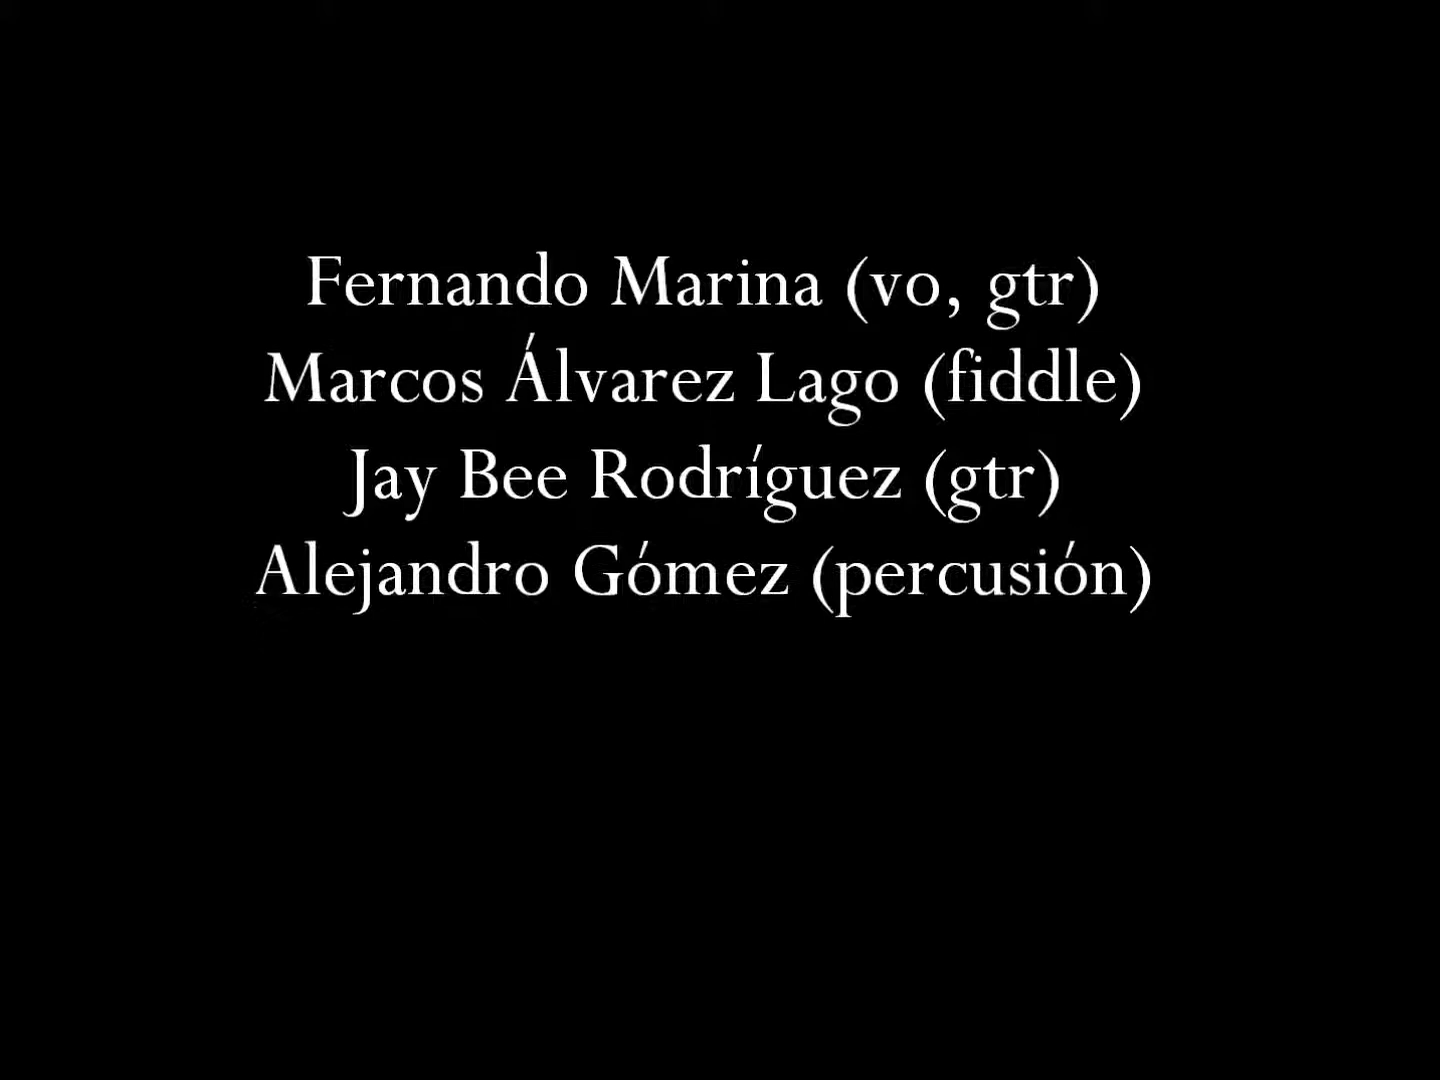 Fernando Marina (vo, gtr)
Marcos Álvarez Lago (fiddle)
Jay Bee Rodríguez (gtr)
Alejandro Gómez (percusión)